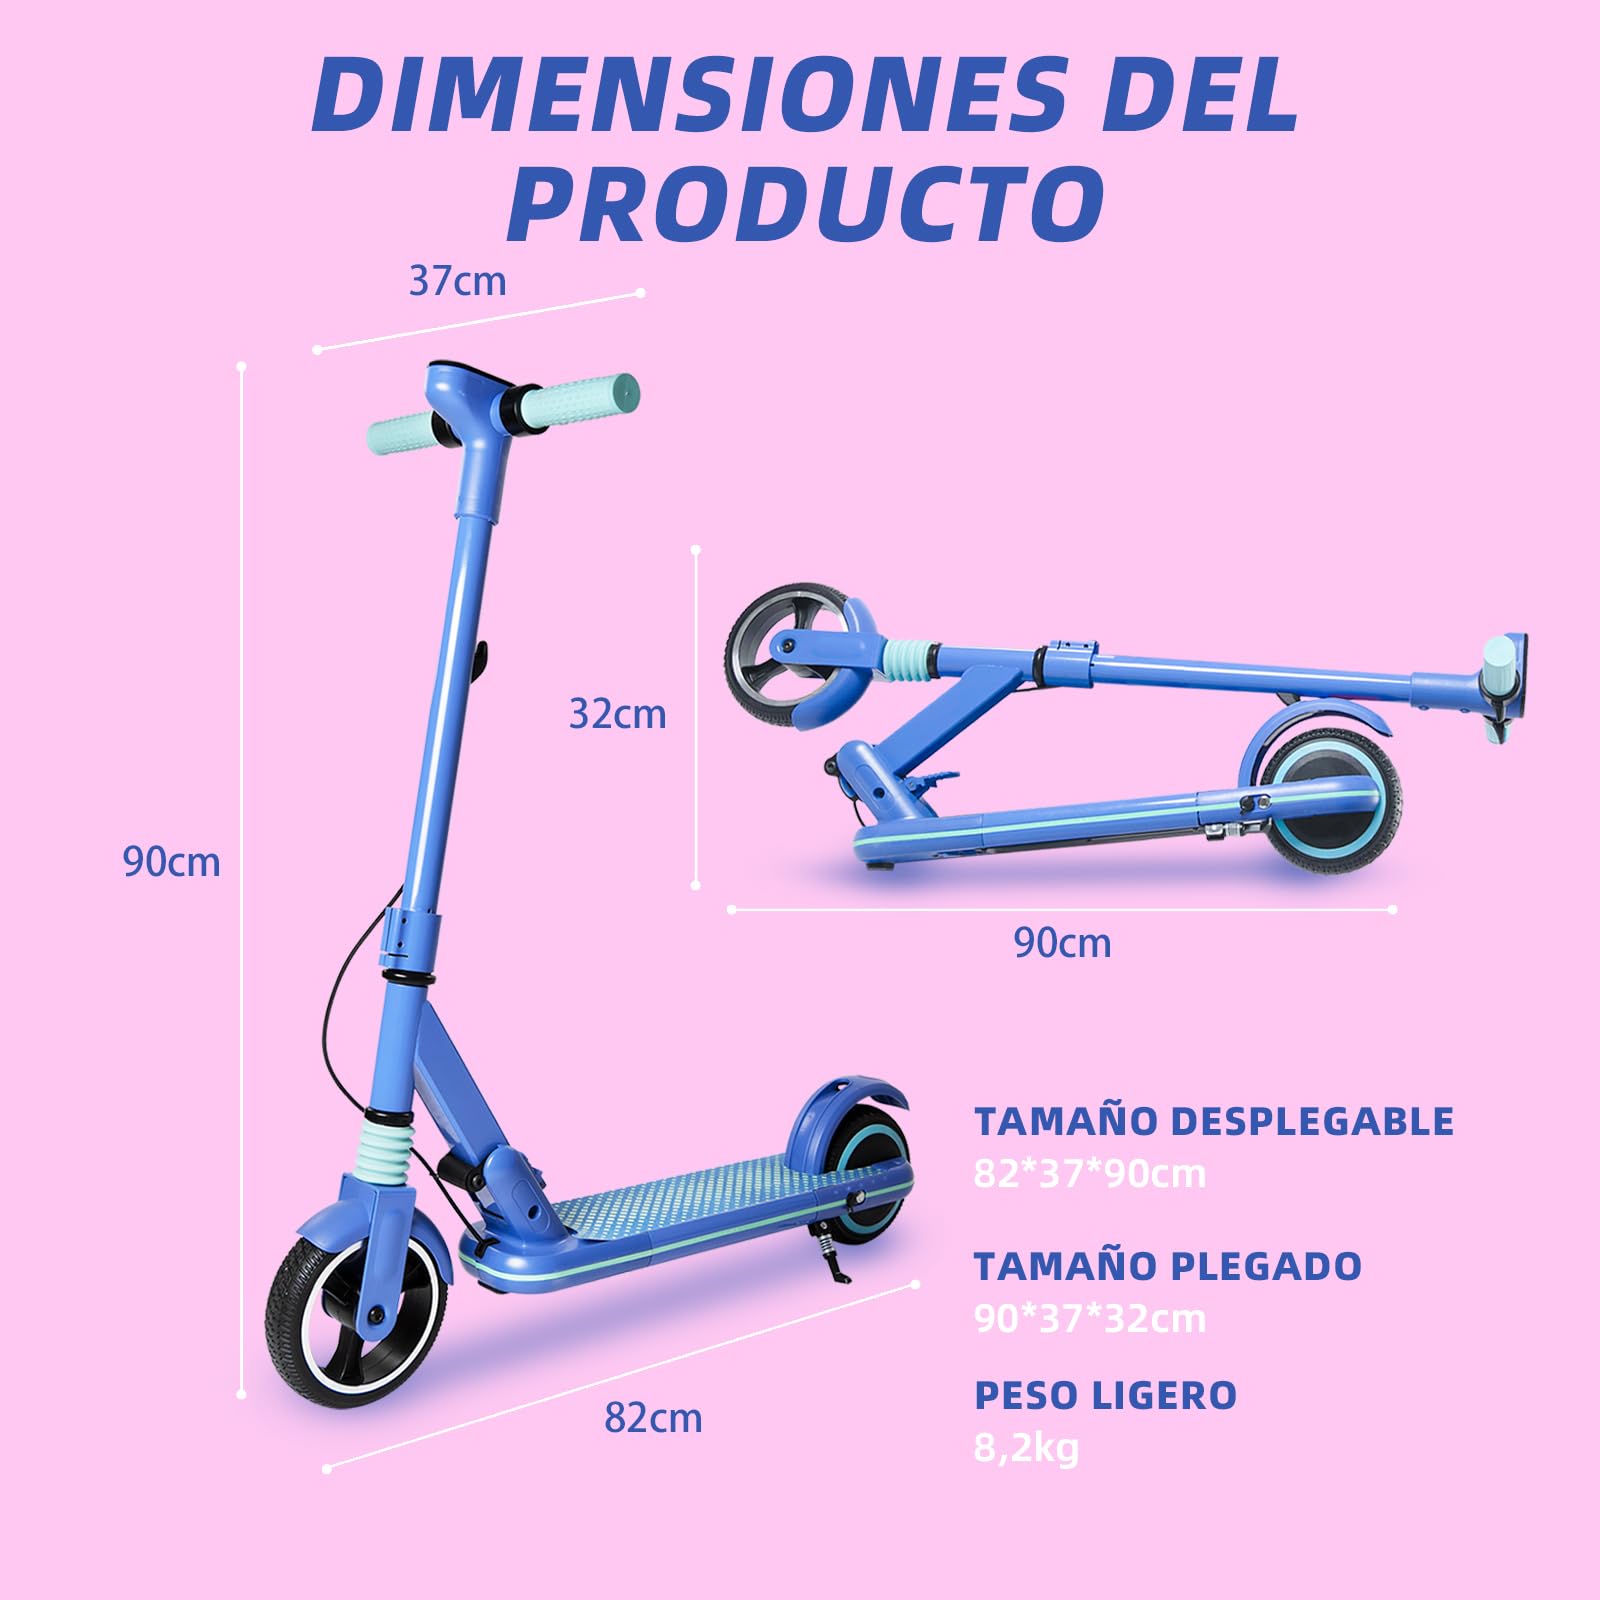 DIMENSIONES DEL
PRODUCTO
37cm
90cm
32cm
90cm
82cm
TAMAÑO DESPLEGABLE
82*37*90cm
TAMAÑO PLEGADO
90*37*32cm
PESO LIGERO
8,2kg